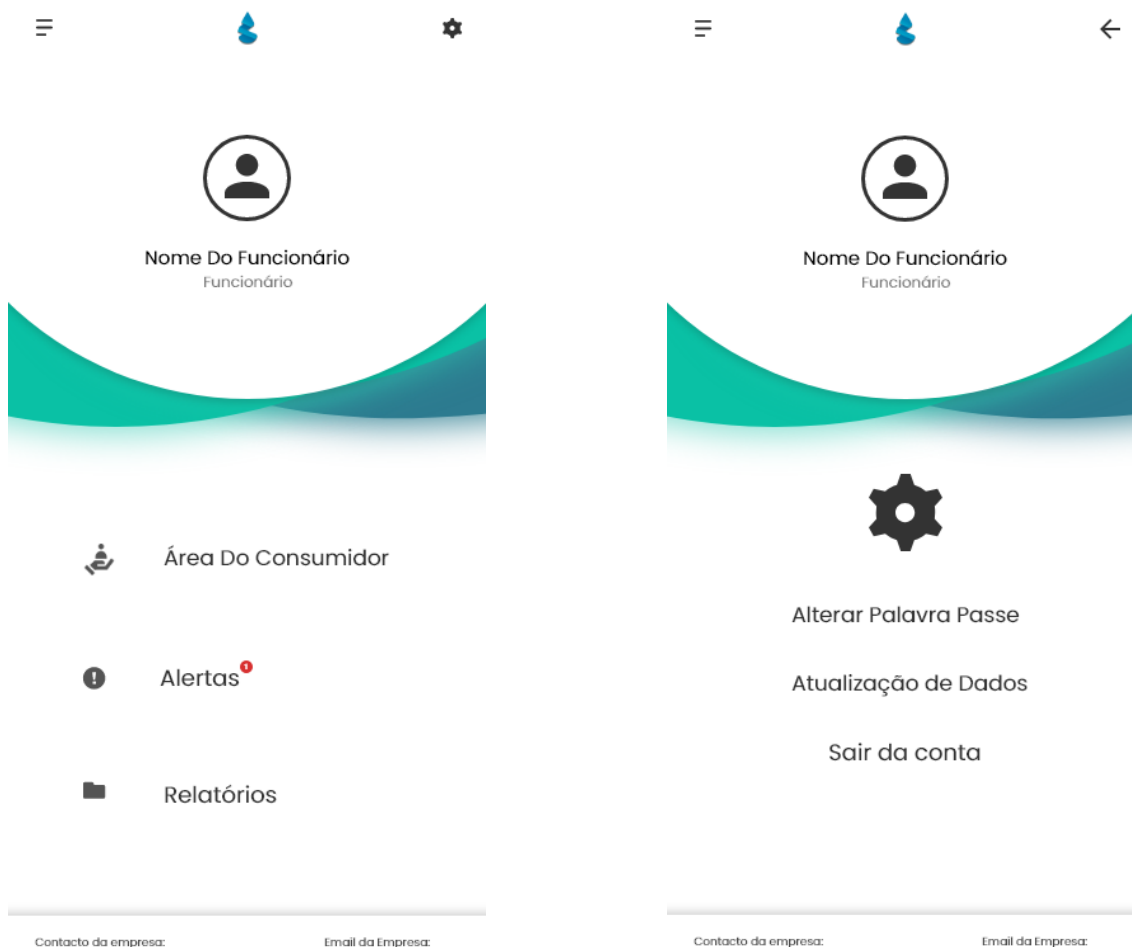 Nome Do Funcionário
Funcionário
Área Do Consumidor
Alertas
1
Relatórios
Contacto da empresa:
Email da Empresa:
Nome Do Funcionário
Funcionário
Alterar Palavra Passe
Atualização de Dados
Sair da conta
Contacto da empresa:
Email da Empresa: